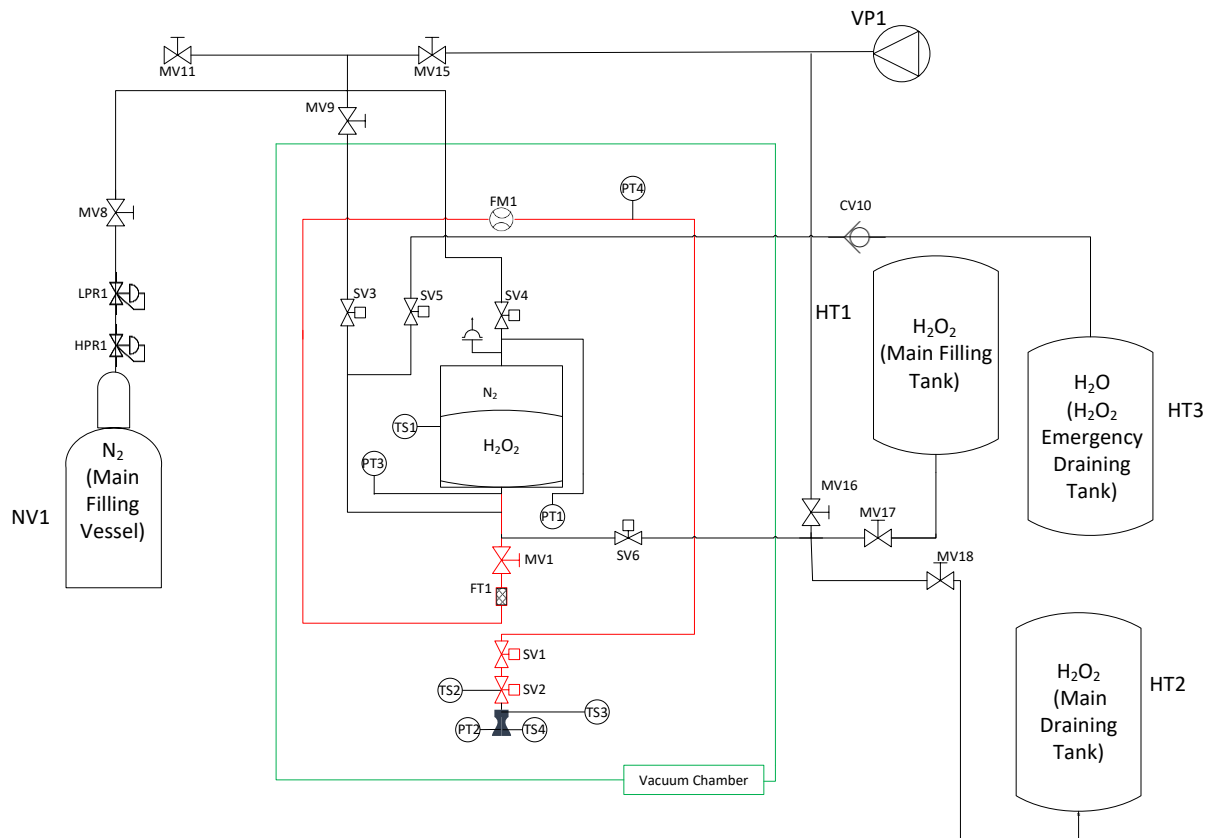 VP1
MV11
MV15
MV9
MV8
FM1
PT4
CV10
LPR1
SV3
SV5
SV4
HT1
HPR1
H₂O₂
(Main Filling
Tank)
H₂O
(H₂O₂
Emergency
Draining
Tank)
HT3
N₂
TS1
H₂O₂
N₂
(Main
Filling
Vessel)
NV1
PT3
PT1
MV16
MV17
SV6
MV1
MV18
FT1
SV1
SV2
TS2
TS3
PT2
TS4
H₂O₂
(Main
Draining
Tank)
HT2
Vacuum Chamber